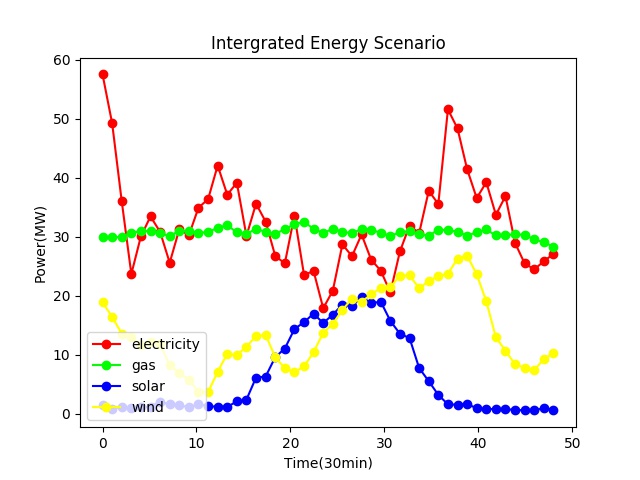 Intergrated Energy Scenario
60
50
40
30
20
10
0
Power(MW)
electricity
gas
solar
wind
0 10 20 30 40 50
Time(30min)